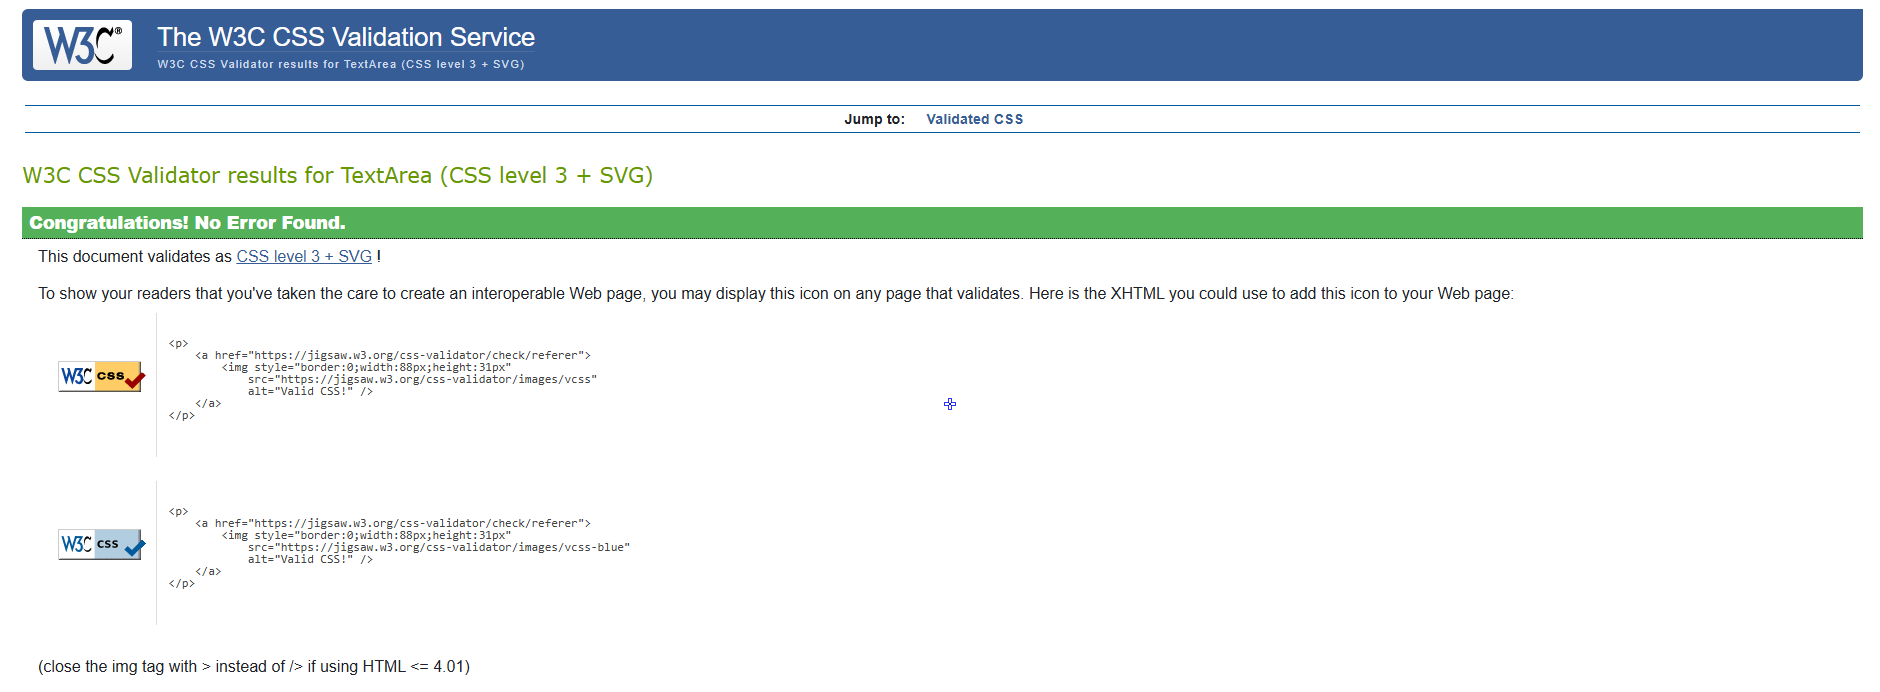 W3C®
The W3C CSS Validation Service
W3C CSS Validator results for TextArea (CSS level 3 + SVG)
Jump to: Validated CSS
W3C CSS Validator results for TextArea (CSS level 3 + SVG)
Congratulations! No Error Found.
This document validates as CSS level 3 + SVG !
To show your readers that you've taken the care to create an interoperable Web page, you may display this icon on any page that validates. Here is the XHTML you could use to add this icon to your Web page:
W3C css
<p>
<a href="https://jigsaw.w3.org/css-validator/check/referer">
<img style="border:0;width:88px;height:31px"
src="https://jigsaw.w3.org/css-validator/images/vcss"
alt="Valid CSS!" />
</a>
</p>
W3C css
<p>
<a href="https://jigsaw.w3.org/css-validator/check/referer">
<img style="border:0;width:88px;height:31px"
src="https://jigsaw.w3.org/css-validator/images/vcss-blue"
alt="Valid CSS!" />
</a>
</p>
(close the img tag with > instead of /> if using HTML <= 4.01)